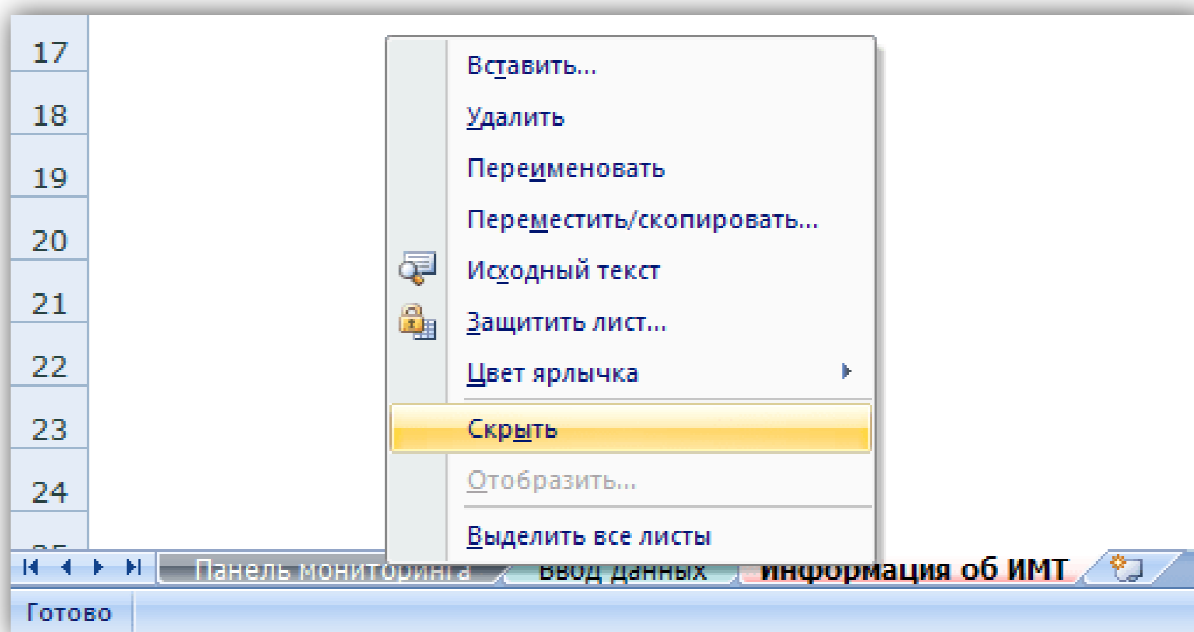 17
18
19
20
21
22
23
24
25
Вставить...
Удалить
Переименовать
Переместить/скопировать...
Исходный текст
Защитить лист...
Цвет ярлычка
Скрыть
Отобразить...
Выделить все листы
Панель мониторинга Ввод данных Информация об ИМТ
Готово